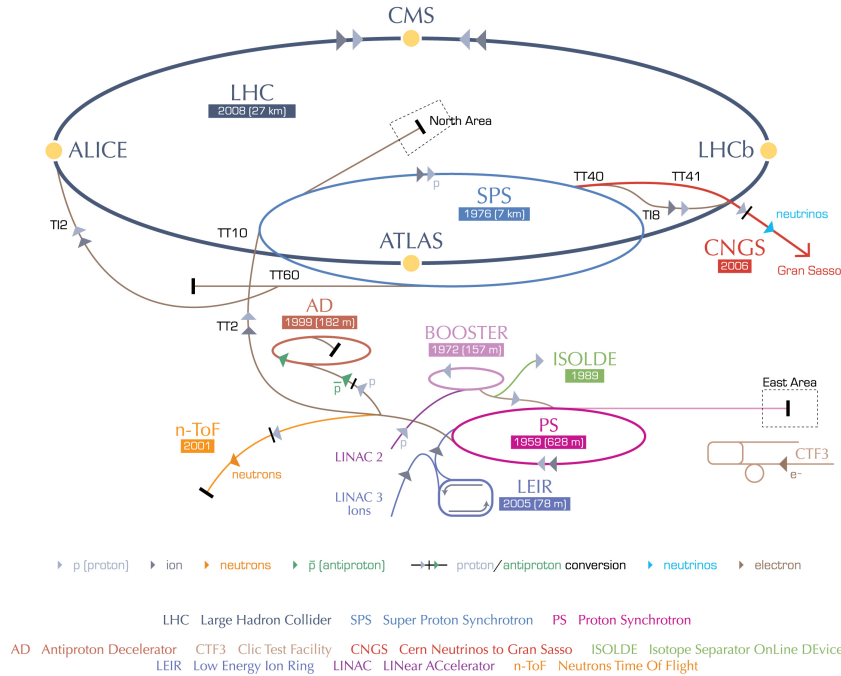 CMS
LHC
2008 (27 km)
North Area
ALICE
LHCb
TT40
TT41
SPS
1976 (7 km)
p
TI8
TI2
TT10
ATLAS
neutrinos
CNGS
2006
Gran Sasso
TT60
TT2
AD
1999 (182 m)
BOOSTER
1972 (157 m)
ISOLDE
1989
p̅
p
East Area
n-ToF
2001
p
PS
1959 (628 m)
LINAC 2
neutrons
CTF3
e–
LEIR
2005 (78 m)
LINAC 3
Ions
p (proton)
ion
neutrons
p̅ (antiproton)
proton/antiproton conversion
neutrinos
electron
LHC Large Hadron Collider SPS Super Proton Synchrotron PS Proton Synchrotron
AD Antiproton Decelerator CTF3 Clic Test Facility CNGS Cern Neutrinos to Gran Sasso ISOLDE Isotope Separator OnLine DEvice
LEIR Low Energy Ion Ring LINAC LINear ACcelerator n-ToF Neutrons Time Of Flight